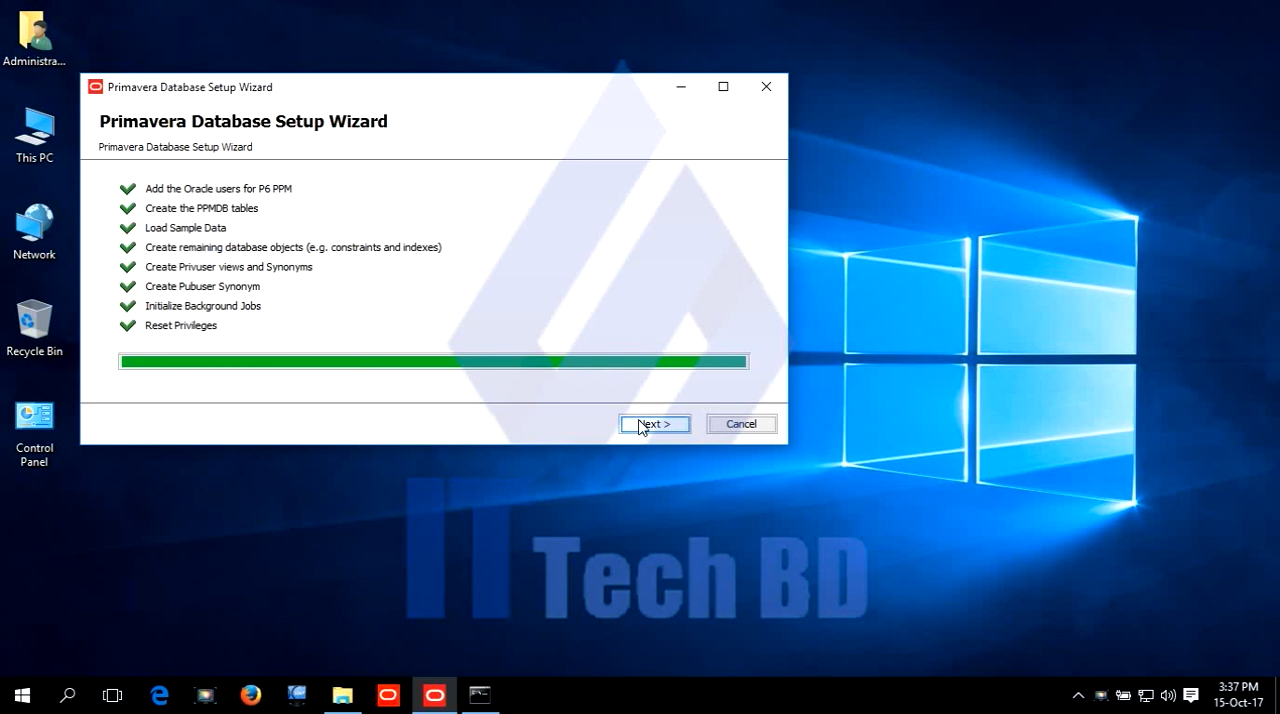 Administra...
This PC
Network
Recycle Bin
Control
Panel
Primavera Database Setup Wizard
Primavera Database Setup Wizard
Primavera Database Setup Wizard
Add the Oracle users for P6 PPM
Create the PPMDB tables
Load Sample Data
Create remaining database objects (e.g. constraints and indexes)
Create Privuser views and Synonyms
Create Pubuser Synonym
Initialize Background Jobs
Reset Privileges
Next >
Cancel
IT Tech BD
3:37 PM
15-Oct-17